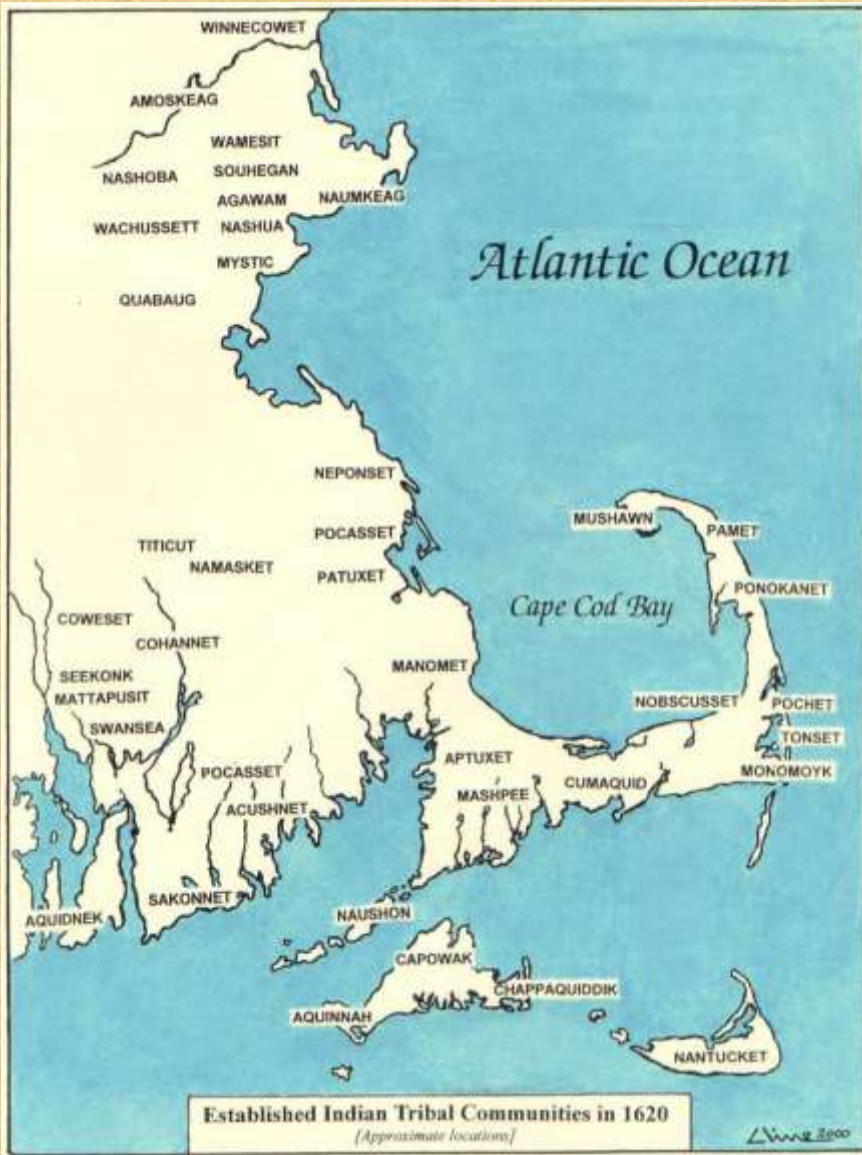 WINNECOWET
AMOSKEAG
WAMESIT
NASHOBA
SOUHEGAN
AGAWAM
NAUMKEAG
WACHUSSETT
NASHUA
MYSTIC
Atlantic Ocean
QUABAUG
NEPONSET
MUSHAWN
POCASSET
PAMET
TITICUT
NAMASKET
PATUXET
PONOKANET
Cape Cod Bay
COWESET
COHANNET
MANOMET
SEEKONK
MATTAPUSIT
NOBSCUSSET
POCHET
SWANSEA
TONSET
POCASSET
APTUXET
MONOMOYK
CUMAQUID
MASHPEE
ACUSHNET
SAKONNET
AQUIDNEK
NAUSHON
CAPOWAK
CHAPPAQUIDDIK
AQUINNAH
NANTUCKET
Established Indian Tribal Communities in 1620
[Approximate locations]
2000